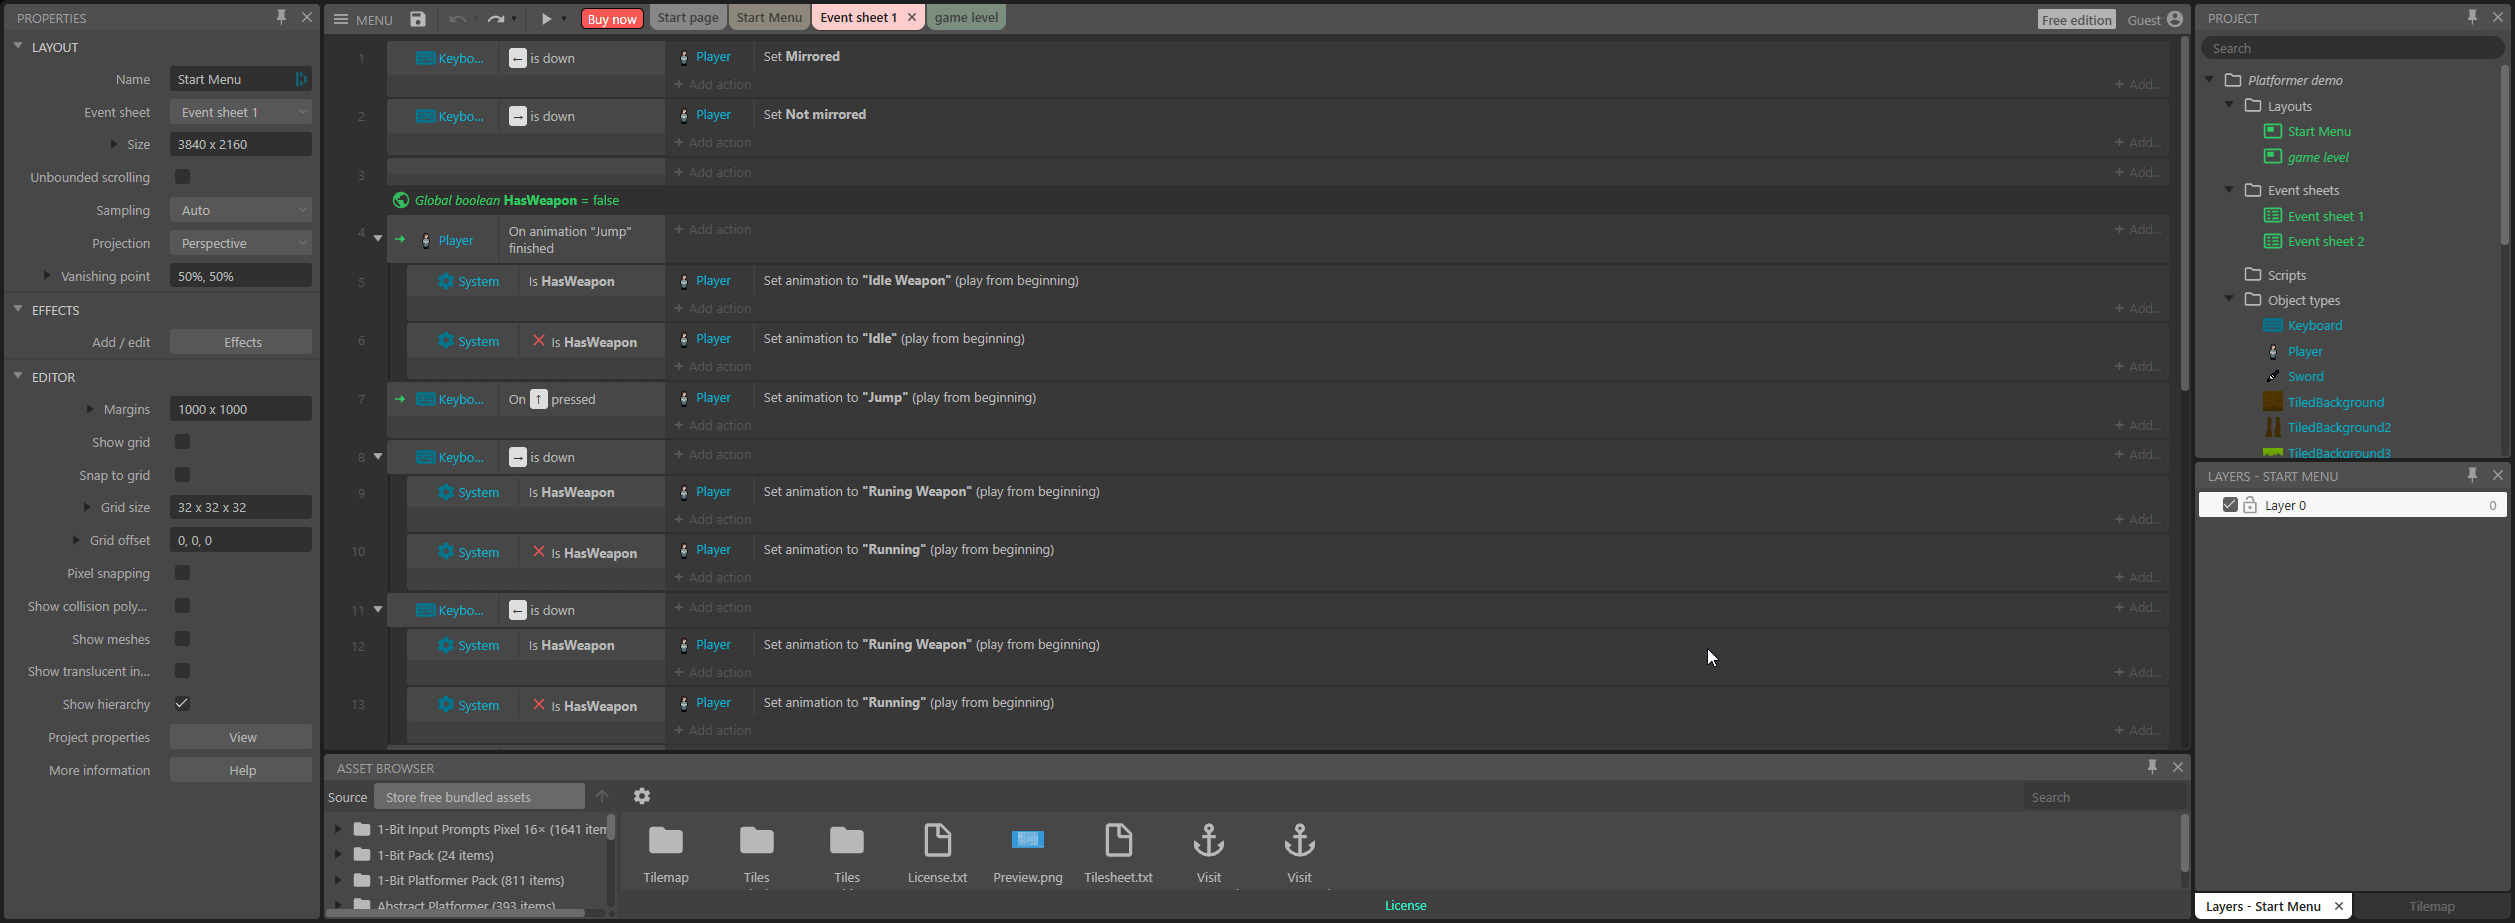 PROPERTIES
LAYOUT
Name Start Menu
Event sheet Event sheet 1
Size 3840 x 2160
Unbounded scrolling
Sampling Auto
Projection Perspective
Vanishing point 50%, 50%
EFFECTS
Add / edit Effects
EDITOR
Margins 1000 x 1000
Show grid
Snap to grid
Grid size 32 x 32 x 32
Grid offset 0, 0, 0
Pixel snapping
Show collision poly...
Show meshes
Show translucent in...
Show hierarchy
Project properties View
More information Help
MENU Buy now Start page Start Menu Event sheet 1 game level Free edition Guest
1 Keybo... ← is down Player Set Mirrored
+ Add action + Add...
2 Keybo... → is down Player Set Not mirrored
+ Add action + Add...
3 + Add action + Add...
Global boolean HasWeapon = false
4 Player On animation "Jump" finished + Add action + Add...
5 System Is HasWeapon Player Set animation to "Idle Weapon" (play from beginning)
+ Add action + Add...
6 System Is HasWeapon Player Set animation to "Idle" (play from beginning)
+ Add action + Add...
7 Keybo... On ↑ pressed Player Set animation to "Jump" (play from beginning)
+ Add action + Add...
8 Keybo... → is down + Add action + Add...
9 System Is HasWeapon Player Set animation to "Runing Weapon" (play from beginning)
+ Add action + Add...
10 System Is HasWeapon Player Set animation to "Running" (play from beginning)
+ Add action + Add...
11 Keybo... ← is down + Add action + Add...
12 System Is HasWeapon Player Set animation to "Runing Weapon" (play from beginning)
+ Add action + Add...
13 System Is HasWeapon Player Set animation to "Running" (play from beginning)
+ Add action + Add...
ASSET BROWSER
Source Store free bundled assets Search
1-Bit Input Prompts Pixel 16× (1641 item
1-Bit Pack (24 items)
1-Bit Platformer Pack (811 items)
Abstract Platformer (393 items)
Tilemap Tiles Tiles License.txt Preview.png Tilesheet.txt Visit Visit
License
PROJECT
Search
Platformer demo
Layouts
Start Menu
game level
Event sheets
Event sheet 1
Event sheet 2
Scripts
Object types
Keyboard
Player
Sword
TiledBackground
TiledBackground2
TiledBackground3
LAYERS - START MENU
Layer 0 0
Layers - Start Menu Tilemap